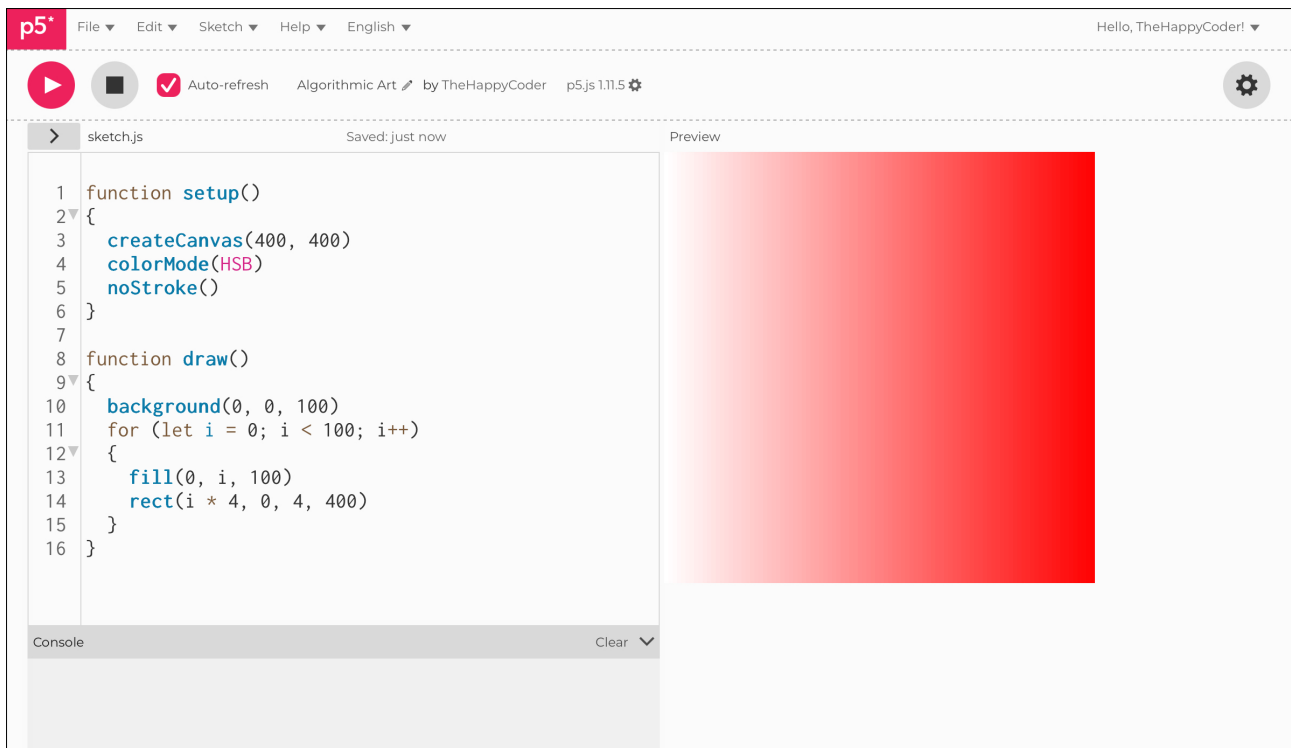 p5* File Edit Sketch Help English Hello, TheHappyCoder!
Auto-refresh Algorithmic Art by TheHappyCoder p5.js 1.11.5
> sketch.js Saved: just now Preview
1 function setup()
2 {
3 createCanvas(400, 400)
4 colorMode(HSB)
5 noStroke()
6 }
7
8 function draw()
9 {
10 background(0, 0, 100)
11 for (let i = 0; i < 100; i++)
12 {
13 fill(0, i, 100)
14 rect(i * 4, 0, 4, 400)
15 }
16 }
Console Clear